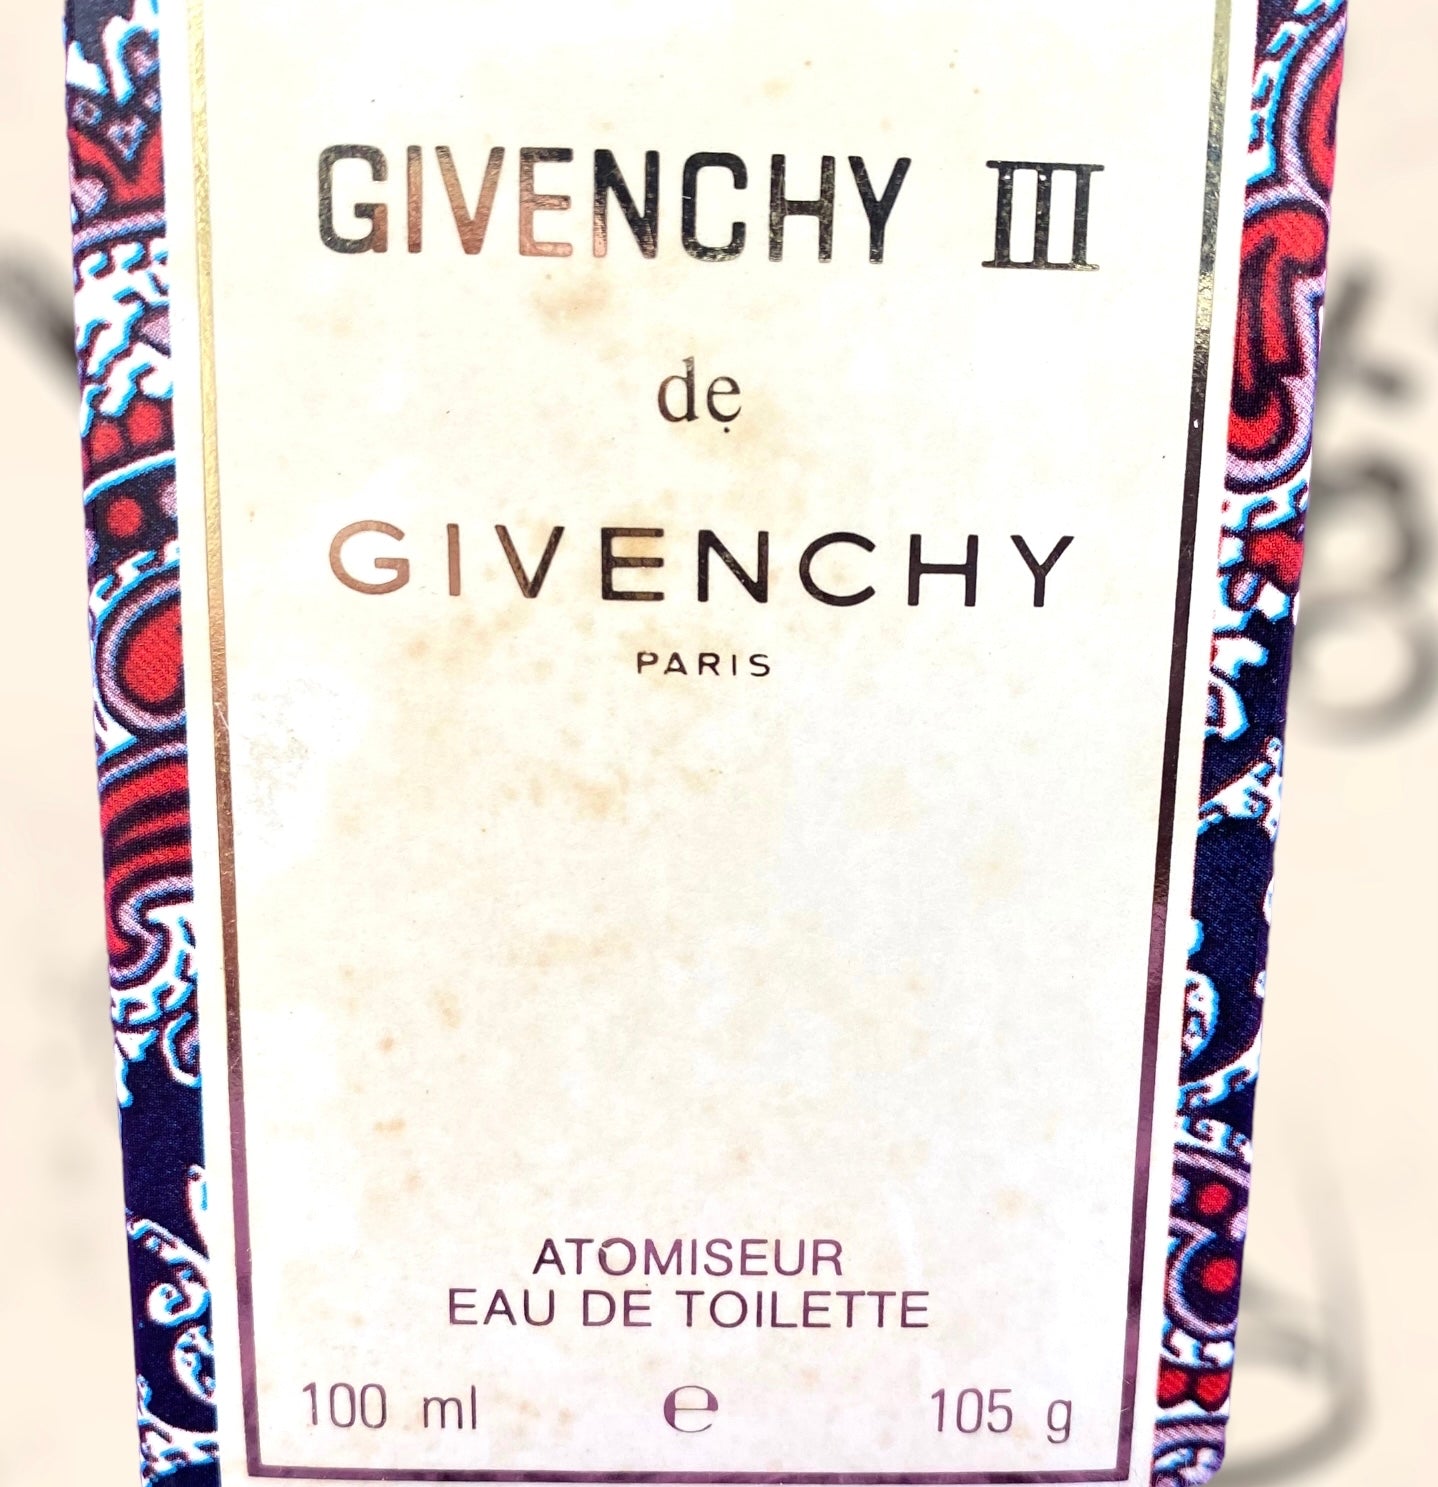 GIVENCHY III
de
GIVENCHY
PARIS
ATOMISEUR
EAU DE TOILETTE
100 ml e 105 g